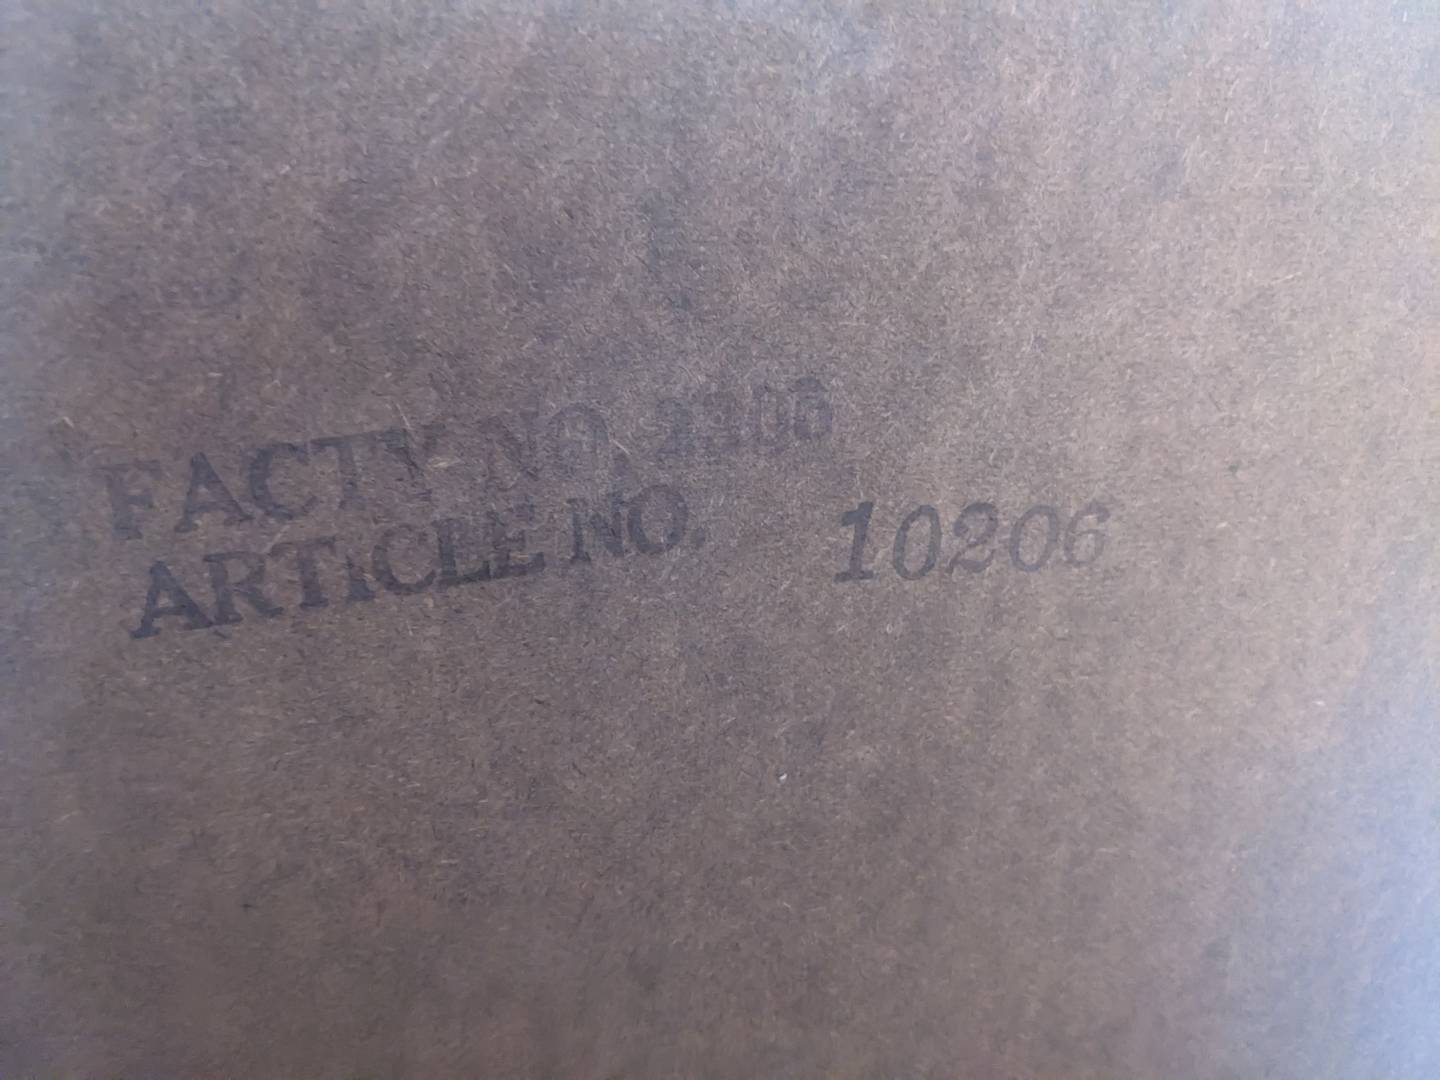 FACTY NO.
ARTICLE NO. 10206